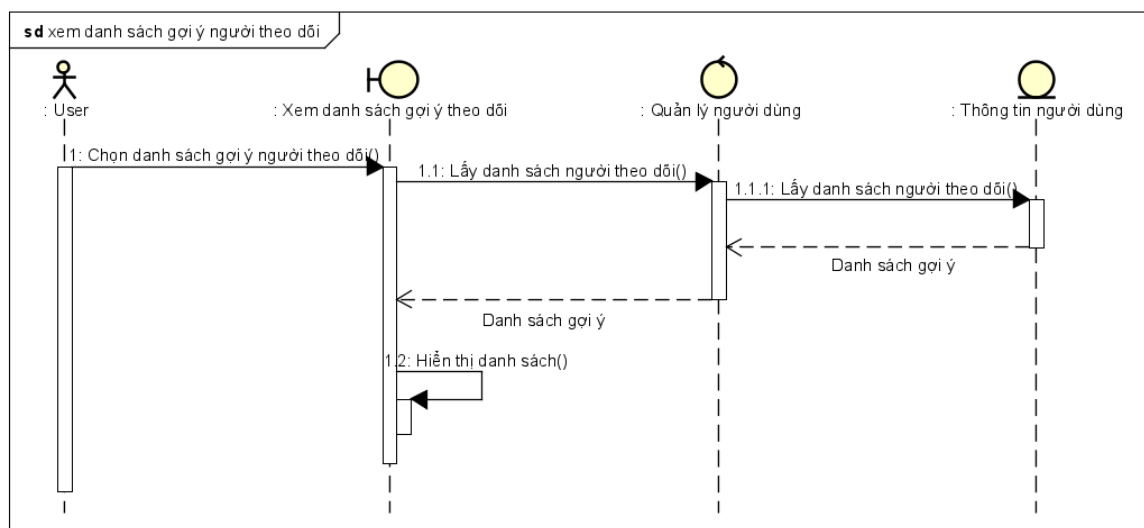 sd xem danh sách gợi ý người theo dõi
: User
: Xem danh sách gợi ý theo dõi
: Quản lý người dùng
: Thông tin người dùng
1: Chọn danh sách gợi ý người theo dõi()
1.1: Lấy danh sách người theo dõi()
1.1.1: Lấy danh sách người theo dõi()
Danh sách gợi ý
Danh sách gợi ý
1.2: Hiển thị danh sách()